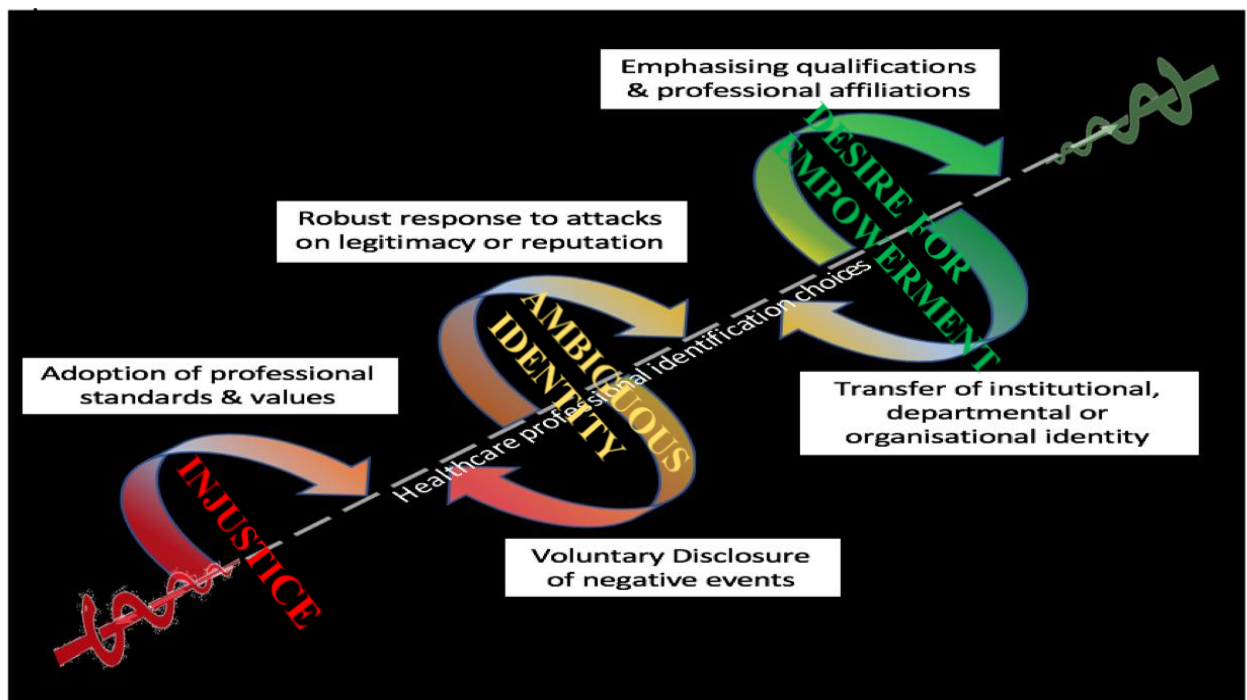 Emphasising qualifications
& professional affiliations
DESIRE FOR
EMPOWERMENT
Robust response to attacks
on legitimacy or reputation
AMBIGUOUS
IDENTITY
Healthcare professional identification choices
Adoption of professional
standards & values
Transfer of institutional,
departmental or
organisational identity
INJUSTICE
Voluntary Disclosure
of negative events